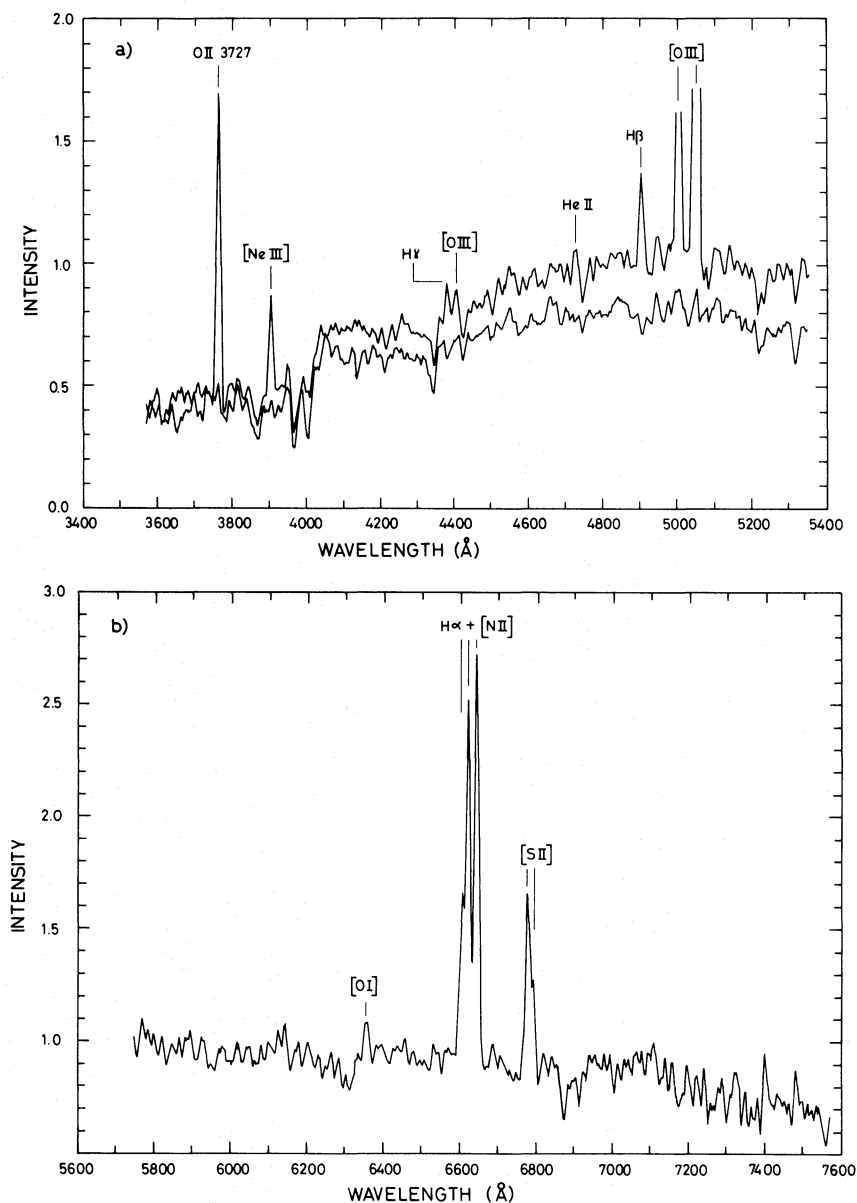 a)
OII 3727
[OIII]
Hβ
[Ne III]
Hɣ
[OIII]
He II
2.0
1.5
1.0
0.5
0.0
INTENSITY
3400 3600 3800 4000 4200 4400 4600 4800 5000 5200 5400
WAVELENGTH (Å)
b)
Hα + [NII]
[SII]
[OI]
3.0
2.5
2.0
1.5
1.0
.5
INTENSITY
5600 5800 6000 6200 6400 6600 6800 7000 7200 7400 7600
WAVELENGTH (Å)